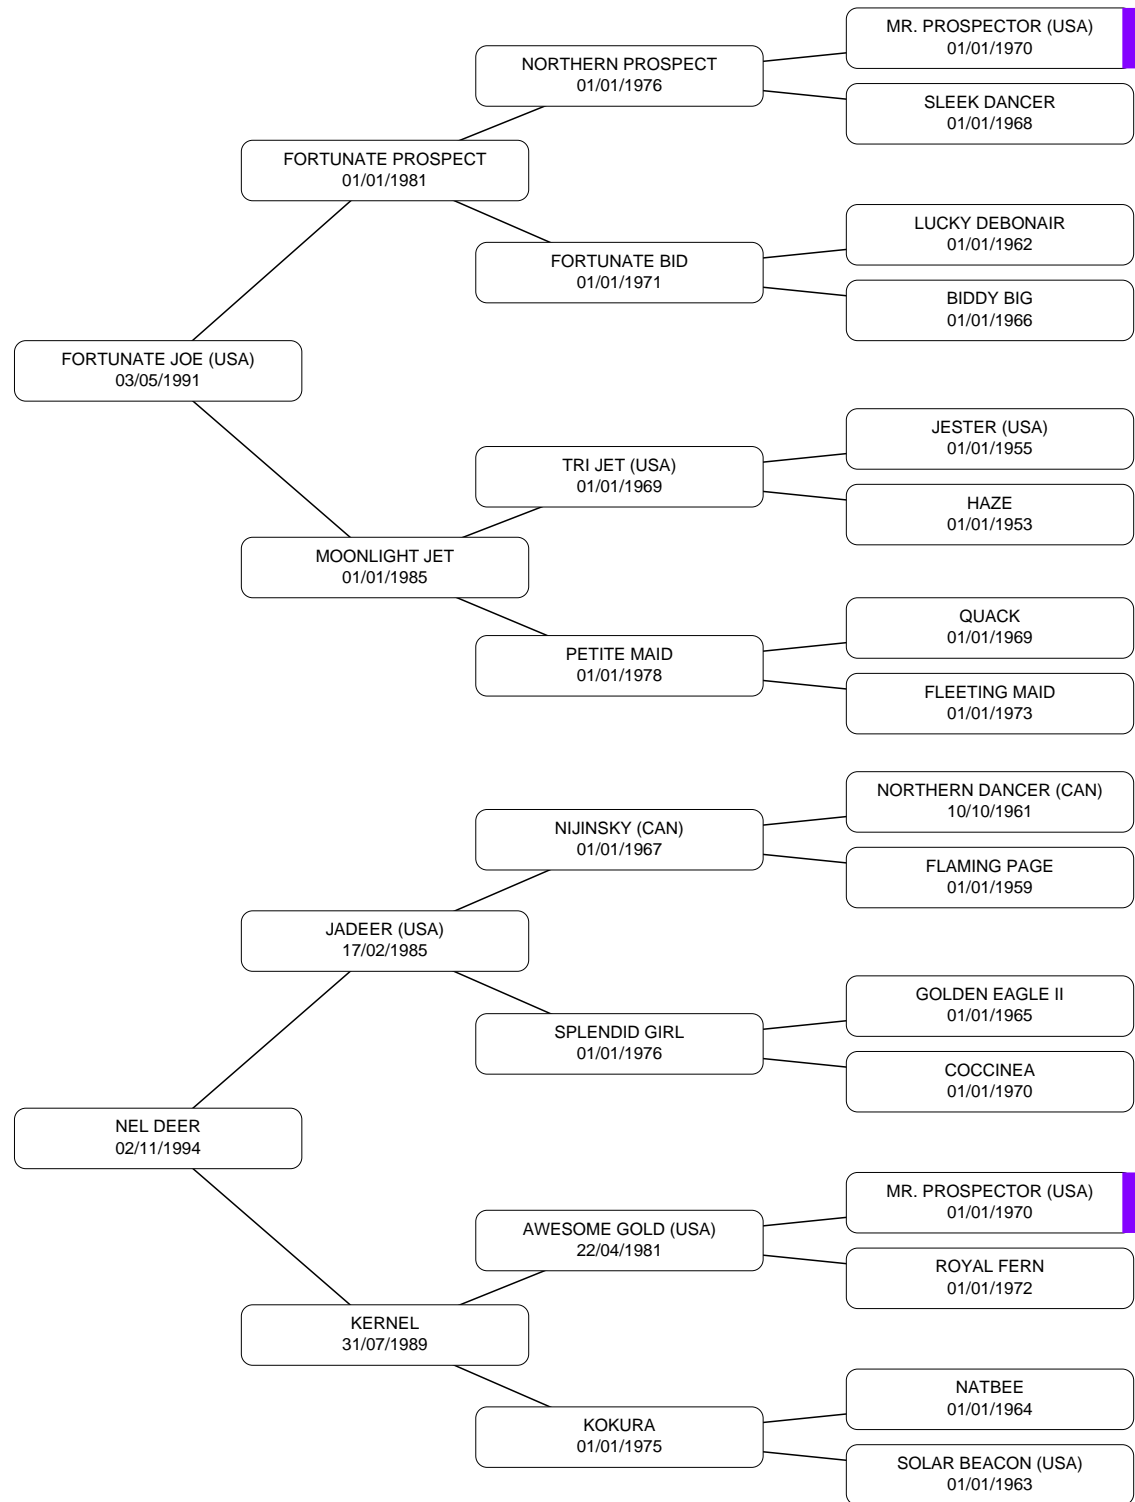 MR. PROSPECTOR (USA)
01/01/1970
NORTHERN PROSPECT
01/01/1976
SLEEK DANCER
01/01/1968
FORTUNATE PROSPECT
01/01/1981
LUCKY DEBONAIR
01/01/1962
FORTUNATE BID
01/01/1971
BIDDY BIG
01/01/1966
FORTUNATE JOE (USA)
03/05/1991
JESTER (USA)
01/01/1955
TRI JET (USA)
01/01/1969
HAZE
01/01/1953
MOONLIGHT JET
01/01/1985
QUACK
01/01/1969
PETITE MAID
01/01/1978
FLEETING MAID
01/01/1973
NORTHERN DANCER (CAN)
10/10/1961
NIJINSKY (CAN)
01/01/1967
FLAMING PAGE
01/01/1959
JADEER (USA)
17/02/1985
GOLDEN EAGLE II
01/01/1965
SPLENDID GIRL
01/01/1976
COCCINEA
01/01/1970
NEL DEER
02/11/1994
MR. PROSPECTOR (USA)
01/01/1970
AWESOME GOLD (USA)
22/04/1981
ROYAL FERN
01/01/1972
KERNEL
31/07/1989
NATBEE
01/01/1964
KOKURA
01/01/1975
SOLAR BEACON (USA)
01/01/1963